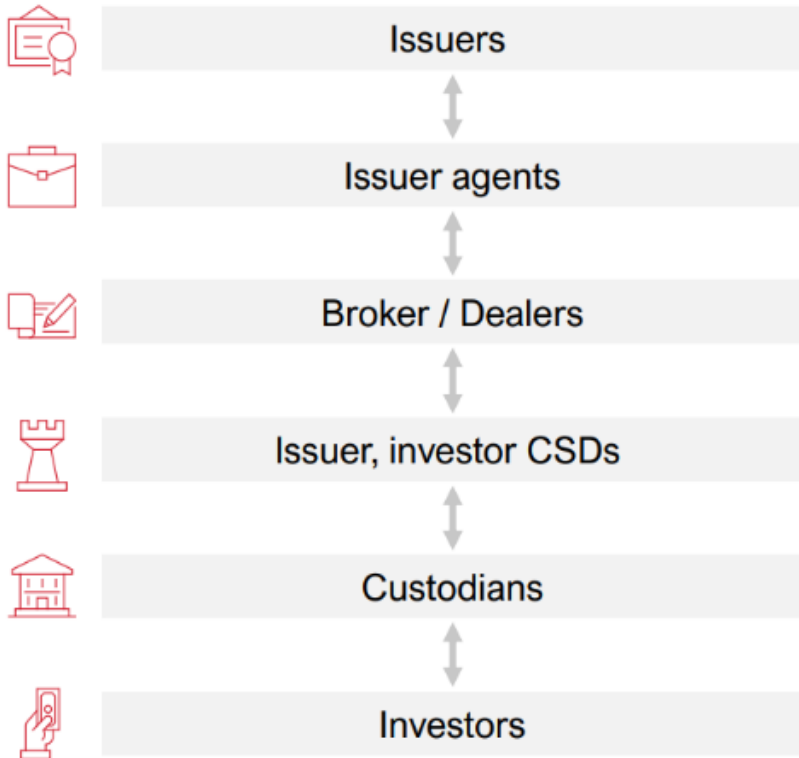 Issuers
Issuer agents
Broker / Dealers
Issuer, investor CSDs
Custodians
Investors